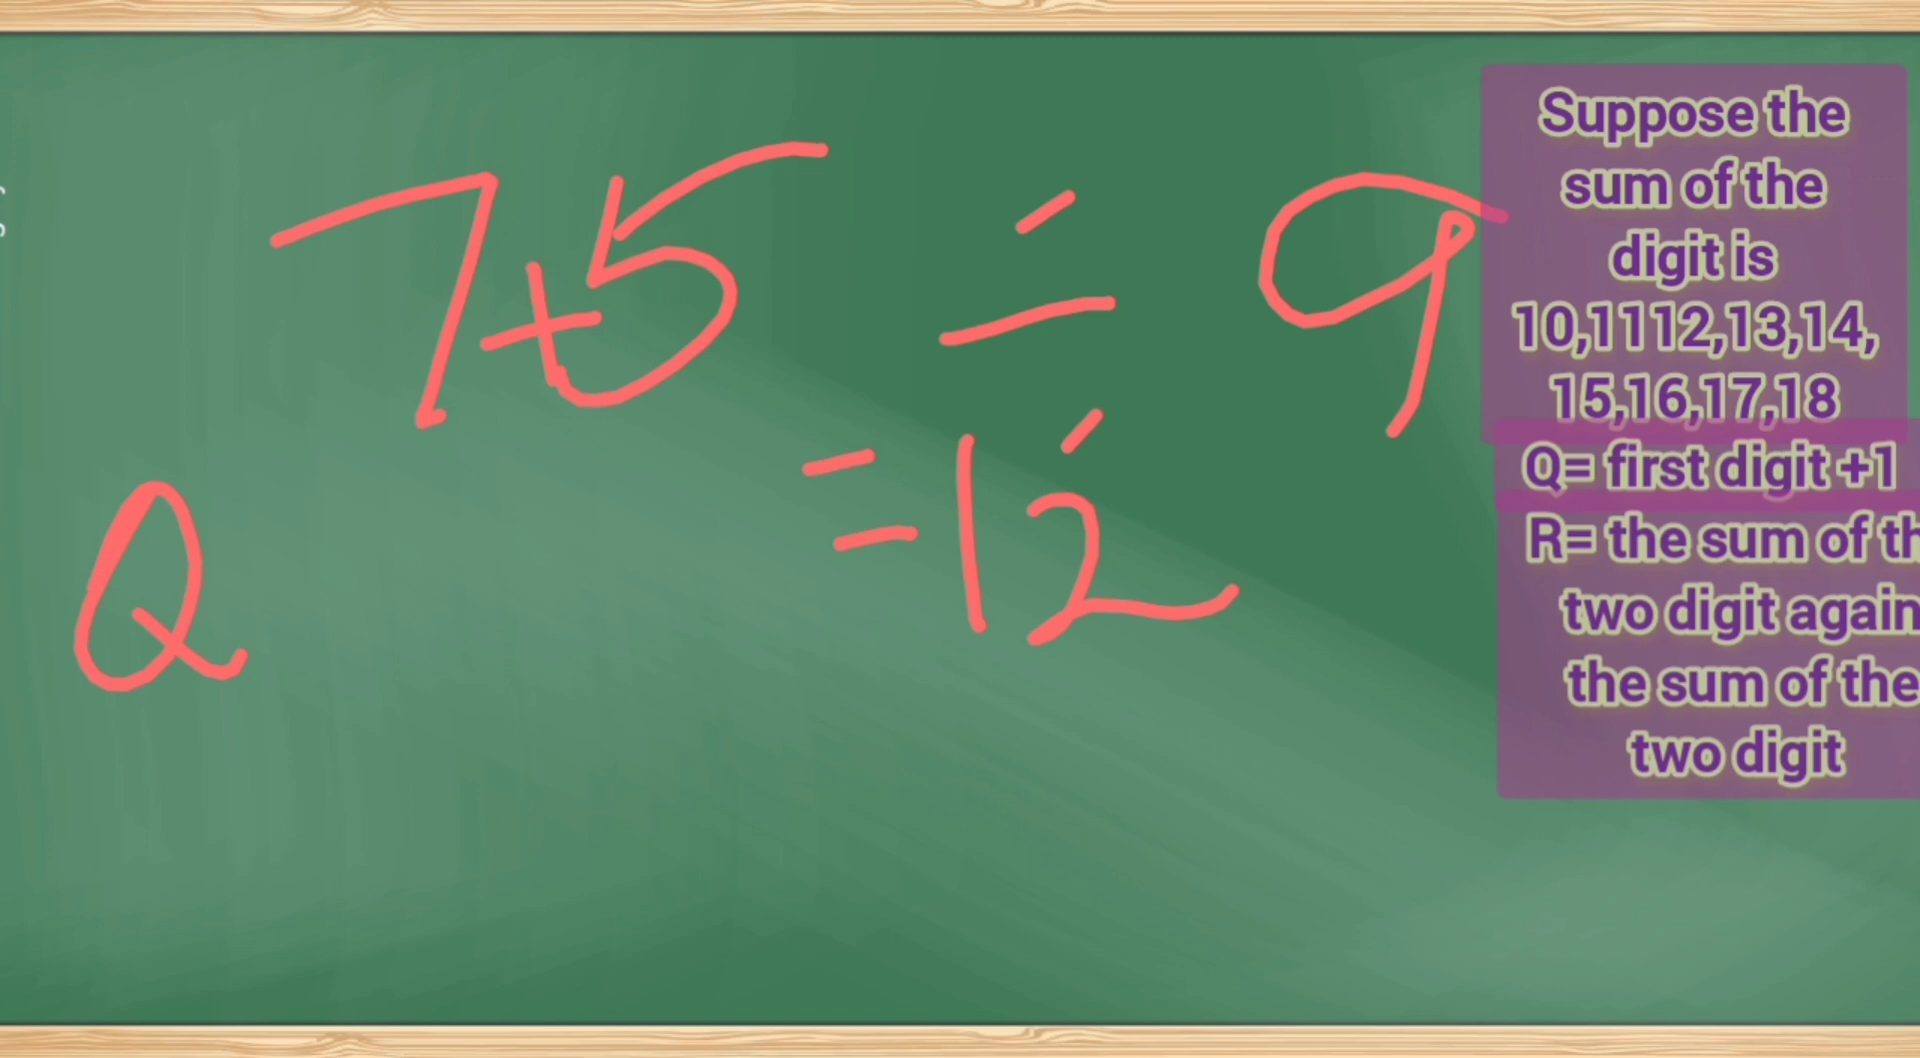 7+5 ÷ 9
=12
Q
Suppose the
sum of the
digit is
10,1112,13,14,
15,16,17,18
Q= first digit +1
R= the sum of th
two digit again
the sum of the
two digit